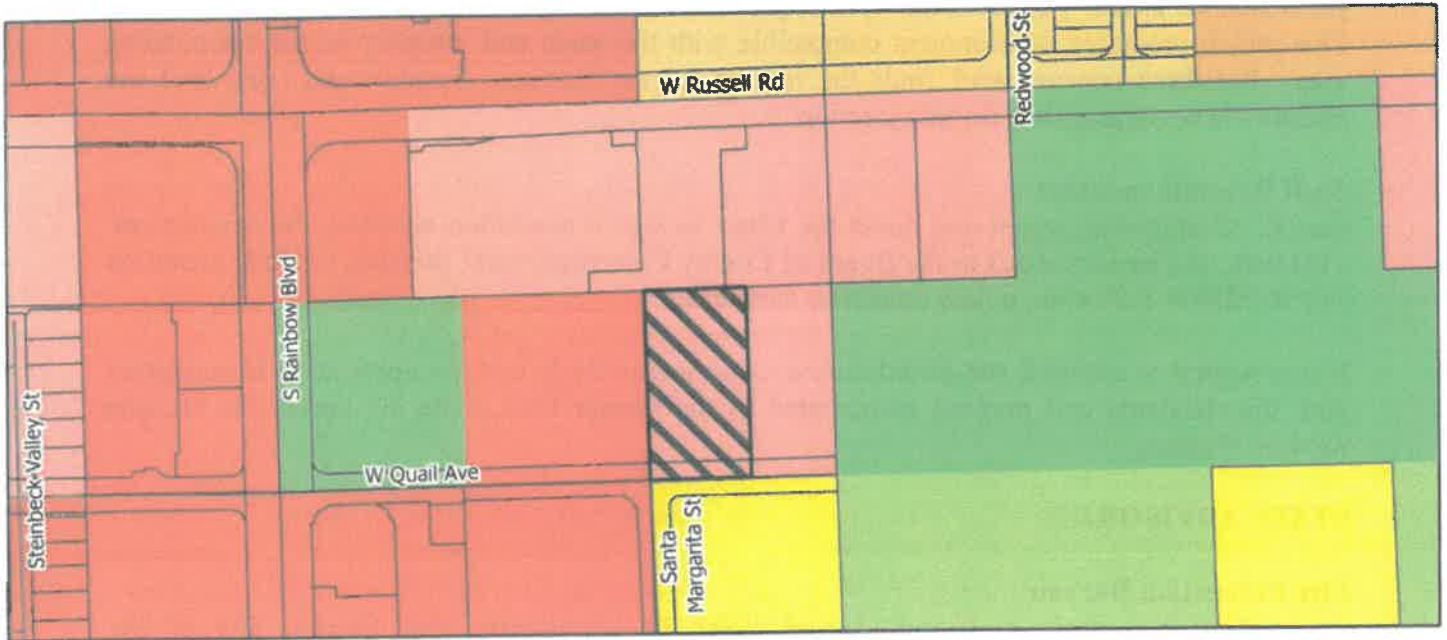 W Russell Rd
Redwood St
S Rainbow Blvd
Steinbeck Valley St
W Quail Ave
Santa
Margarita St